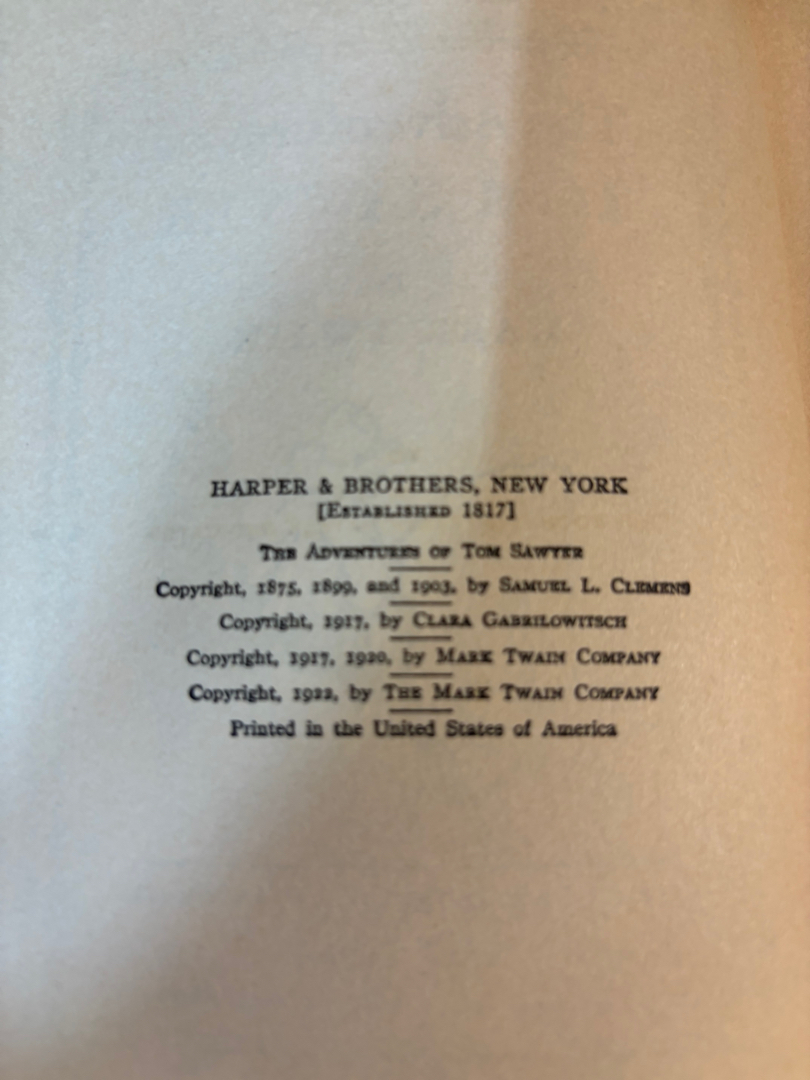 HARPER & BROTHERS, NEW YORK
[ESTABLISHED 1817]
THE ADVENTURES OF TOM SAWYER
Copyright, 1875, 1899, and 1903, by SAMUEL L. CLEMENS
Copyright, 1917, by CLARA GABRILOWITSCH
Copyright, 1917, 1920, by MARK TWAIN COMPANY
Copyright, 1922, by THE MARK TWAIN COMPANY
Printed in the United States of America